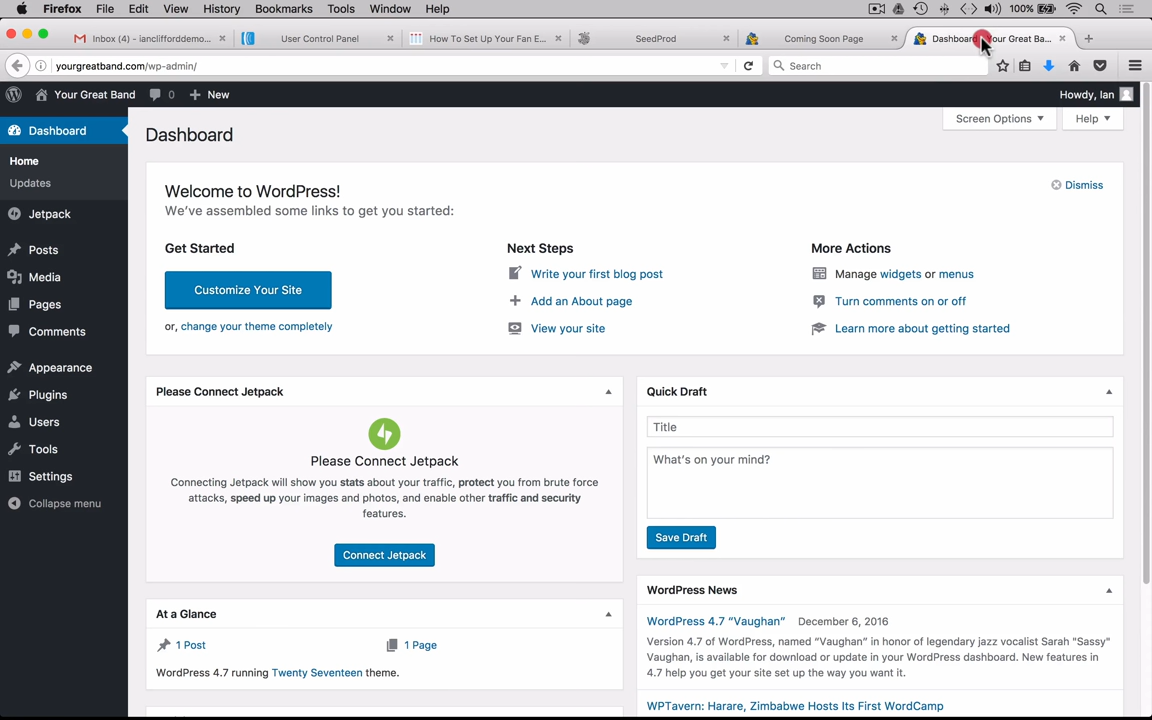 Firefox File Edit View History Bookmarks Tools Window Help 100%
Inbox (4) - ianclifforddemo... User Control Panel How To Set Up Your Fan E... SeedProd Coming Soon Page Dashboard Your Great Ba...
yourgreatband.com/wp-admin/ Search
Your Great Band 0 New Howdy, Ian
Screen Options Help
Dashboard
Home
Updates
Jetpack
Posts
Media
Pages
Comments
Appearance
Plugins
Users
Tools
Settings
Collapse menu
Dashboard
Welcome to WordPress!
Dismiss
We've assembled some links to get you started:
Get Started
Customize Your Site
or, change your theme completely
Next Steps
Write your first blog post
Add an About page
View your site
More Actions
Manage widgets or menus
Turn comments on or off
Learn more about getting started
Please Connect Jetpack
Please Connect Jetpack
Connecting Jetpack will show you stats about your traffic, protect you from brute force
attacks, speed up your images and photos, and enable other traffic and security
features.
Connect Jetpack
At a Glance
1 Post 1 Page
WordPress 4.7 running Twenty Seventeen theme.
Quick Draft
Title
What's on your mind?
Save Draft
WordPress News
WordPress 4.7 "Vaughan" December 6, 2016
Version 4.7 of WordPress, named "Vaughan" in honor of legendary jazz vocalist Sarah "Sassy"
Vaughan, is available for download or update in your WordPress dashboard. New features in
4.7 help you get your site set up the way you want it.
WPTavern: Harare, Zimbabwe Hosts Its First WordCamp